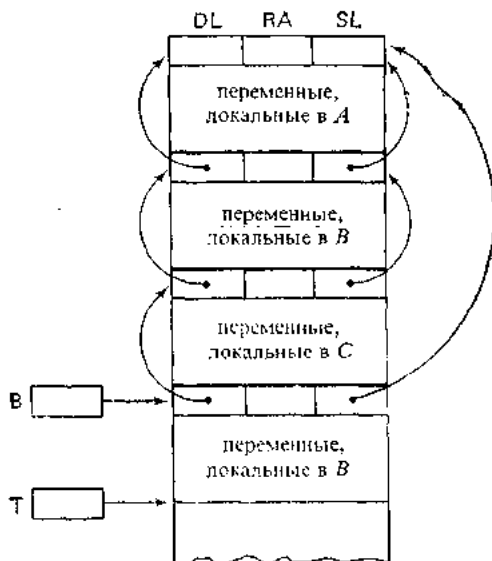 DL RA SL
переменные,
локальные в A
переменные,
локальные в B
переменные,
локальные в C
B
переменные,
локальные в B
T